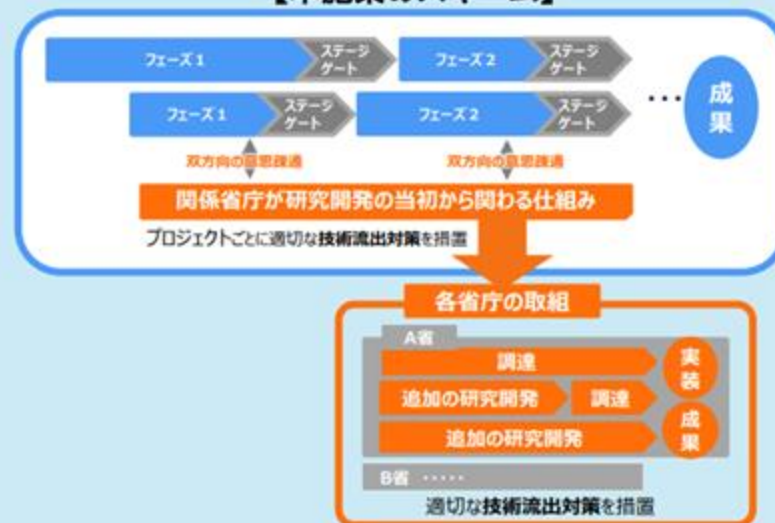 フェーズ1
ステージ
ゲート
フェーズ2
ステージ
ゲート
フェーズ1
ステージ
ゲート
フェーズ2
ステージ
ゲート
・・・
成果
双方向の意思疎通
双方向の意思疎通
関係省庁が研究開発の当初から関わる仕組み
プロジェクトごとに適切な技術流出対策を措置
各省庁の取組
A省
調達
実装
追加の研究開発
調達
追加の研究開発
成果
B省 ・・・・・
適切な技術流出対策を措置